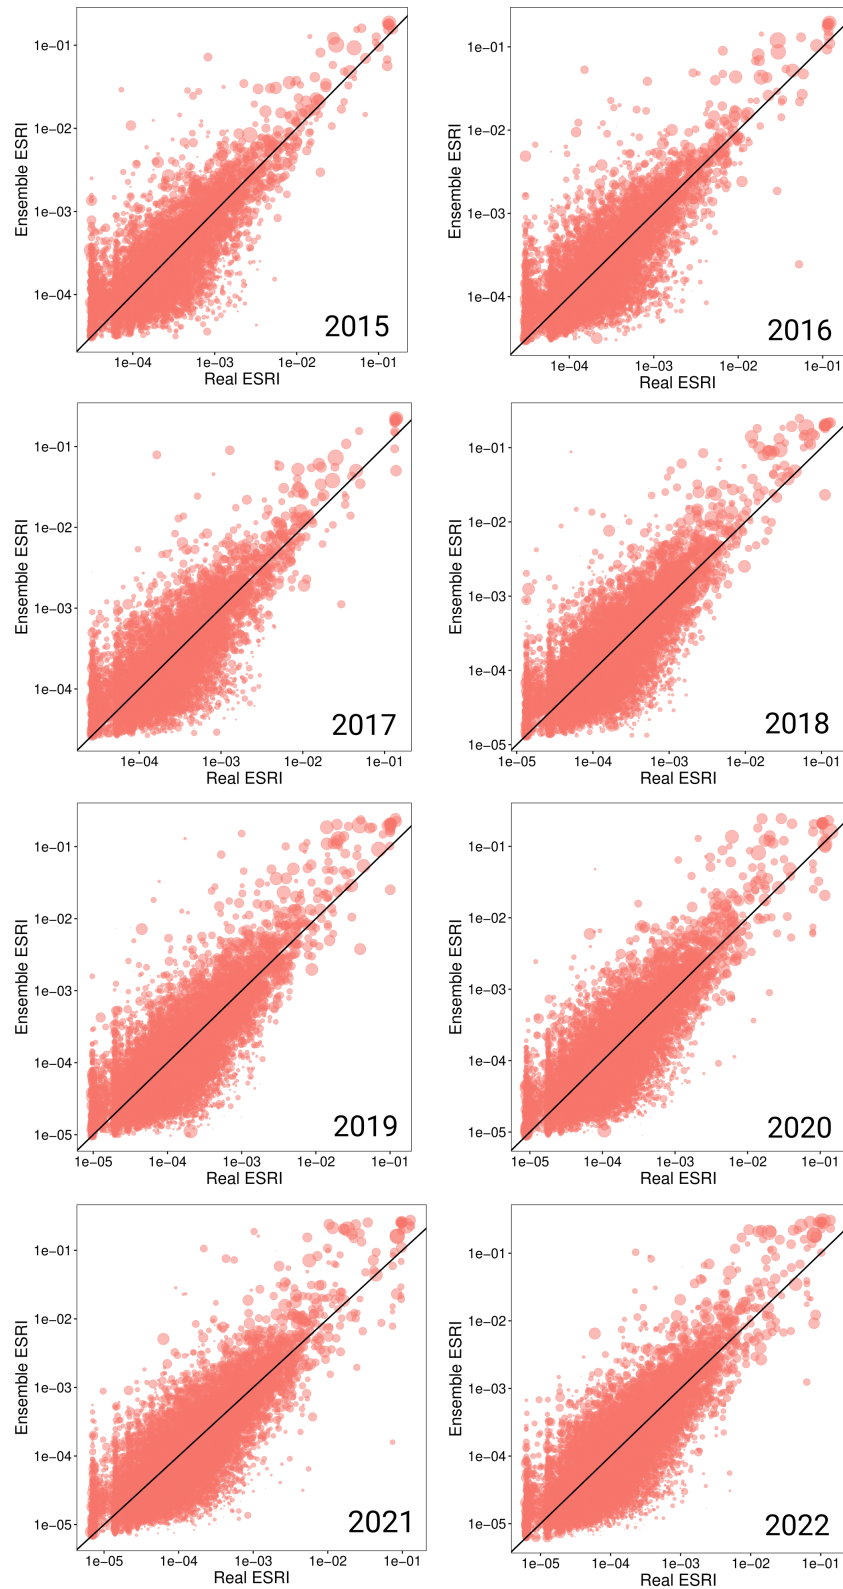 Ensemble ESRI
1e−01
1e−02
1e−03
1e−04
2015
1e−04 1e−03 1e−02 1e−01
Real ESRI
Ensemble ESRI
1e−01
1e−02
1e−03
1e−04
2016
1e−04 1e−03 1e−02 1e−01
Real ESRI
Ensemble ESRI
1e−01
1e−02
1e−03
1e−04
2017
1e−04 1e−03 1e−02 1e−01
Real ESRI
Ensemble ESRI
1e−01
1e−02
1e−03
1e−04
1e−05
2018
1e−05 1e−04 1e−03 1e−02 1e−01
Real ESRI
Ensemble ESRI
1e−01
1e−02
1e−03
1e−04
1e−05
2019
1e−05 1e−04 1e−03 1e−02 1e−01
Real ESRI
Ensemble ESRI
1e−01
1e−02
1e−03
1e−04
1e−05
2020
1e−05 1e−04 1e−03 1e−02 1e−01
Real ESRI
Ensemble ESRI
1e−01
1e−02
1e−03
1e−04
1e−05
2021
1e−05 1e−04 1e−03 1e−02 1e−01
Real ESRI
Ensemble ESRI
1e−01
1e−02
1e−03
1e−04
1e−05
2022
1e−05 1e−04 1e−03 1e−02 1e−01
Real ESRI